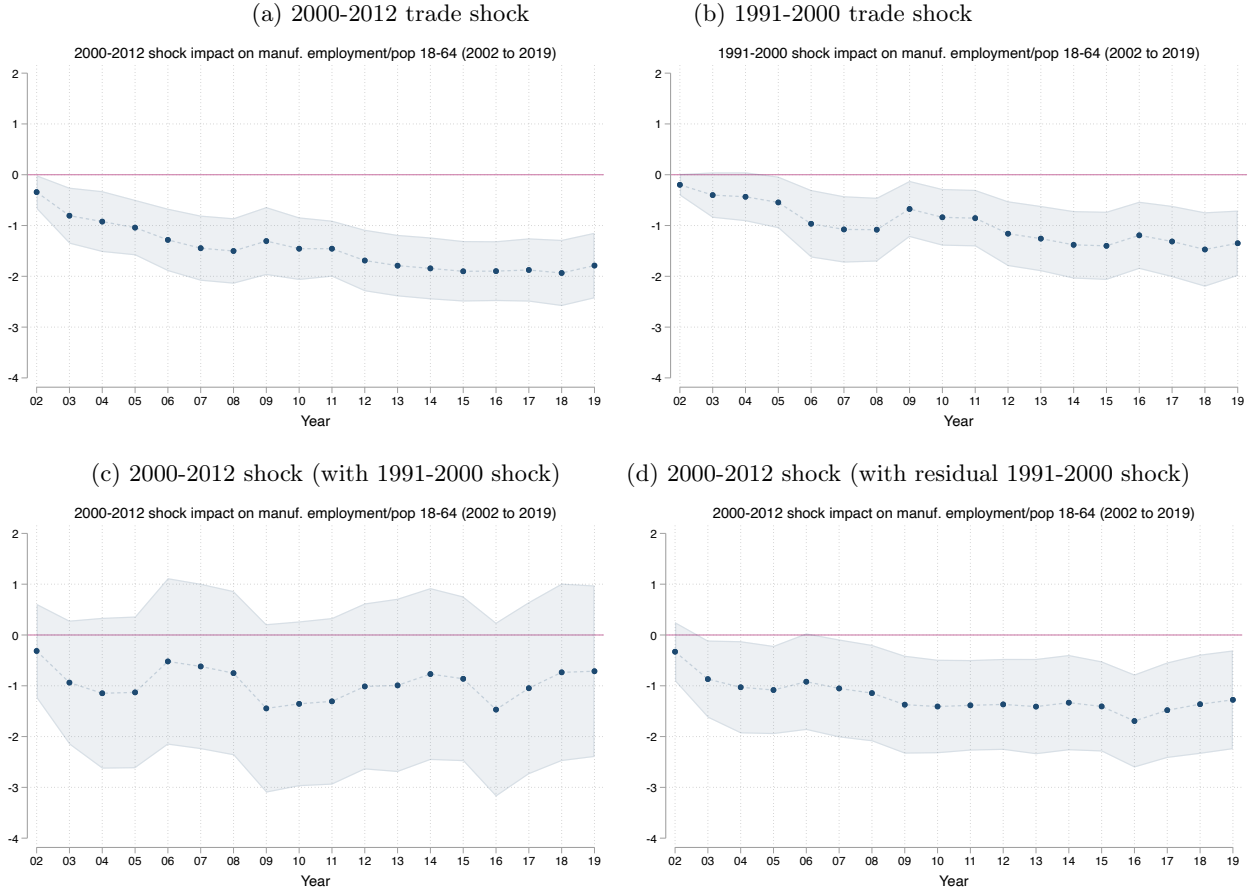 (a) 2000-2012 trade shock
2000-2012 shock impact on manuf. employment/pop 18-64 (2002 to 2019)
2
1
0
-1
-2
-3
-4
02 03 04 05 06 07 08 09 10 11 12 13 14 15 16 17 18 19
Year
(b) 1991-2000 trade shock
1991-2000 shock impact on manuf. employment/pop 18-64 (2002 to 2019)
2
1
0
-1
-2
-3
-4
02 03 04 05 06 07 08 09 10 11 12 13 14 15 16 17 18 19
Year
(c) 2000-2012 shock (with 1991-2000 shock)
2000-2012 shock impact on manuf. employment/pop 18-64 (2002 to 2019)
2
1
0
-1
-2
-3
-4
02 03 04 05 06 07 08 09 10 11 12 13 14 15 16 17 18 19
Year
(d) 2000-2012 shock (with residual 1991-2000 shock)
2000-2012 shock impact on manuf. employment/pop 18-64 (2002 to 2019)
2
1
0
-1
-2
-3
-4
02 03 04 05 06 07 08 09 10 11 12 13 14 15 16 17 18 19
Year